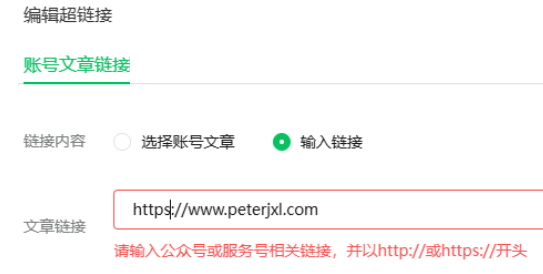 编辑超链接
账号文章链接
链接内容 选择账号文章 输入链接
文章链接 https://www.peterjxl.com
请输入公众号或服务号相关链接，并以http://或https://开头